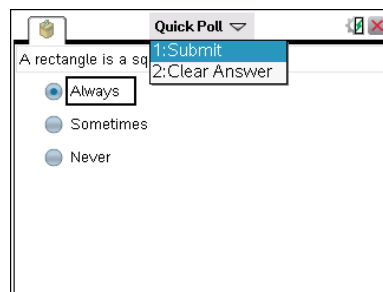 Quick Poll
1:Submit
2:Clear Answer
A rectangle is a sq
Always
Sometimes
Never